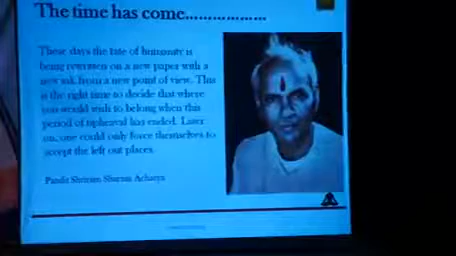 The time has come..................
These days the fate of humanity is
being rewritten on a new paper with a
new ink from a new point of view. This
is the right time to decide that where
you would wish to belong when this
period of upheaval has ended. Later
on, one could only force themselves to
accept the left out places.
Pandit Shriram Sharma Acharya